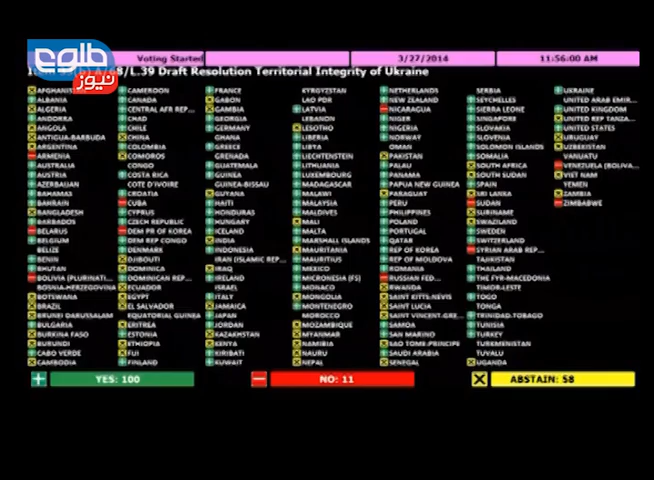 طلوع
نیوز
Voting Started
3/27/2014
11:56:00 AM
A/68/L.39 Draft Resolution Territorial Integrity of Ukraine
AFGHANIS
ALBANIA
ALGERIA
ANDORRA
ANGOLA
ANTIGUA-BARBUDA
ARGENTINA
ARMENIA
AUSTRALIA
AUSTRIA
AZERBAIJAN
BAHAMAS
BAHRAIN
BANGLADESH
BARBADOS
BELARUS
BELGIUM
BELIZE
BENIN
BHUTAN
BOLIVIA (PLURINATI...
BOSNIA-HERZEGOVINA
BOTSWANA
BRAZIL
BRUNEI DARUSSALAM
BULGARIA
BURKINA FASO
BURUNDI
CABO VERDE
CAMBODIA
CAMEROON
CANADA
CENTRAL AFR REP...
CHAD
CHILE
CHINA
COLOMBIA
COMOROS
CONGO
COSTA RICA
COTE D'IVOIRE
CROATIA
CUBA
CYPRUS
CZECH REPUBLIC
DEM PR OF KOREA
DEM REP CONGO
DENMARK
DJIBOUTI
DOMINICA
DOMINICAN REP...
ECUADOR
EGYPT
EL SALVADOR
EQUATORIAL GUINEA
ERITREA
ESTONIA
ETHIOPIA
FIJI
FINLAND
FRANCE
GABON
GAMBIA
GEORGIA
GERMANY
GHANA
GREECE
GRENADA
GUATEMALA
GUINEA
GUINEA-BISSAU
GUYANA
HAITI
HONDURAS
HUNGARY
ICELAND
INDIA
INDONESIA
IRAN (ISLAMIC REP...
IRAQ
IRELAND
ISRAEL
ITALY
JAMAICA
JAPAN
JORDAN
KAZAKHSTAN
KENYA
KIRIBATI
KUWAIT
KYRGYZSTAN
LAO PDR
LATVIA
LEBANON
LESOTHO
LIBERIA
LIBYA
LIECHTENSTEIN
LITHUANIA
LUXEMBOURG
MADAGASCAR
MALAWI
MALAYSIA
MALDIVES
MALI
MALTA
MARSHALL ISLANDS
MAURITANIA
MAURITIUS
MEXICO
MICRONESIA (FS)
MONACO
MONGOLIA
MONTENEGRO
MOROCCO
MOZAMBIQUE
MYANMAR
NAMIBIA
NAURU
NEPAL
NETHERLANDS
NEW ZEALAND
NICARAGUA
NIGER
NIGERIA
NORWAY
OMAN
PAKISTAN
PALAU
PANAMA
PAPUA NEW GUINEA
PARAGUAY
PERU
PHILIPPINES
POLAND
PORTUGAL
QATAR
REP OF KOREA
REP OF MOLDOVA
ROMANIA
RUSSIAN FED...
RWANDA
SAINT KITTS-NEVIS
SAINT LUCIA
SAINT VINCENT-GRE...
SAMOA
SAN MARINO
SAO TOME-PRINCIPE
SAUDI ARABIA
SENEGAL
SERBIA
SEYCHELLES
SIERRA LEONE
SINGAPORE
SLOVAKIA
SLOVENIA
SOLOMON ISLANDS
SOMALIA
SOUTH AFRICA
SOUTH SUDAN
SPAIN
SRI LANKA
SUDAN
SURINAME
SWAZILAND
SWEDEN
SWITZERLAND
SYRIAN ARAB REP...
TAJIKISTAN
THAILAND
THE FYR-MACEDONIA
TIMOR-LESTE
TOGO
TONGA
TRINIDAD-TOBAGO
TUNISIA
TURKEY
TURKMENISTAN
TUVALU
UGANDA
UKRAINE
UNITED ARAB EMIR...
UNITED KINGDOM
UNITED REP TANZA...
UNITED STATES
URUGUAY
UZBEKISTAN
VANUATU
VENEZUELA (BOLIVA...
VIET NAM
YEMEN
ZAMBIA
ZIMBABWE
YES: 100
NO: 11
ABSTAIN: 58